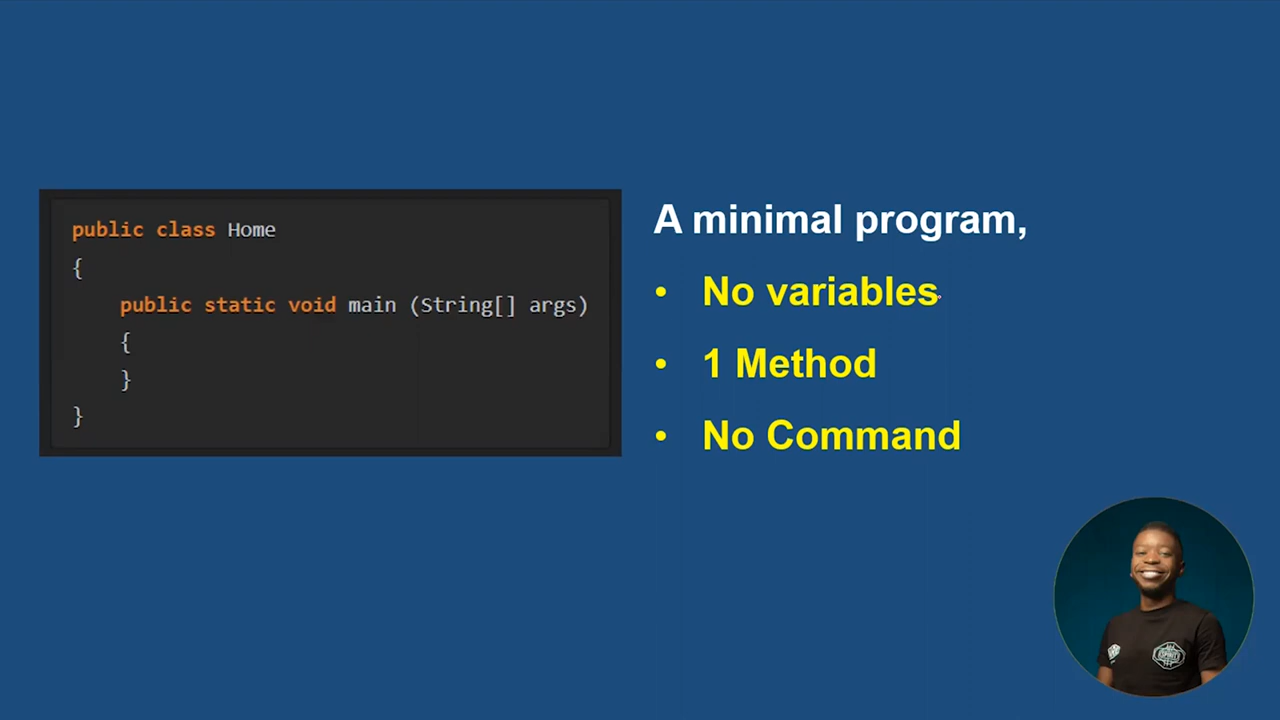 public class Home
{
public static void main (String[] args)
{
}
}
A minimal program,
• No variables
• 1 Method
• No Command